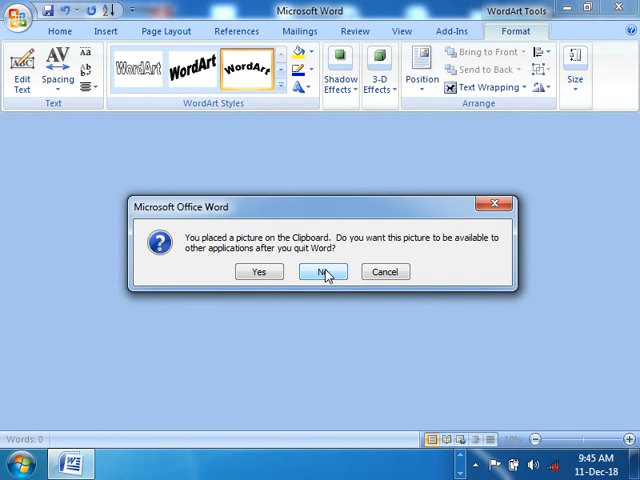 Microsoft Word
WordArt Tools
Home Insert Page Layout References Mailings Review View Add-Ins Format
Edit Text
Spacing
Aa
Text
WordArt WordArt WordArt
WordArt Styles
Shadow Effects
3-D Effects
Position
Bring to Front
Send to Back
Text Wrapping
Arrange
Size
Microsoft Office Word
You placed a picture on the Clipboard. Do you want this picture to be available to
other applications after you quit Word?
Yes Cancel
Words: 0
9:45 AM
11-Dec-18